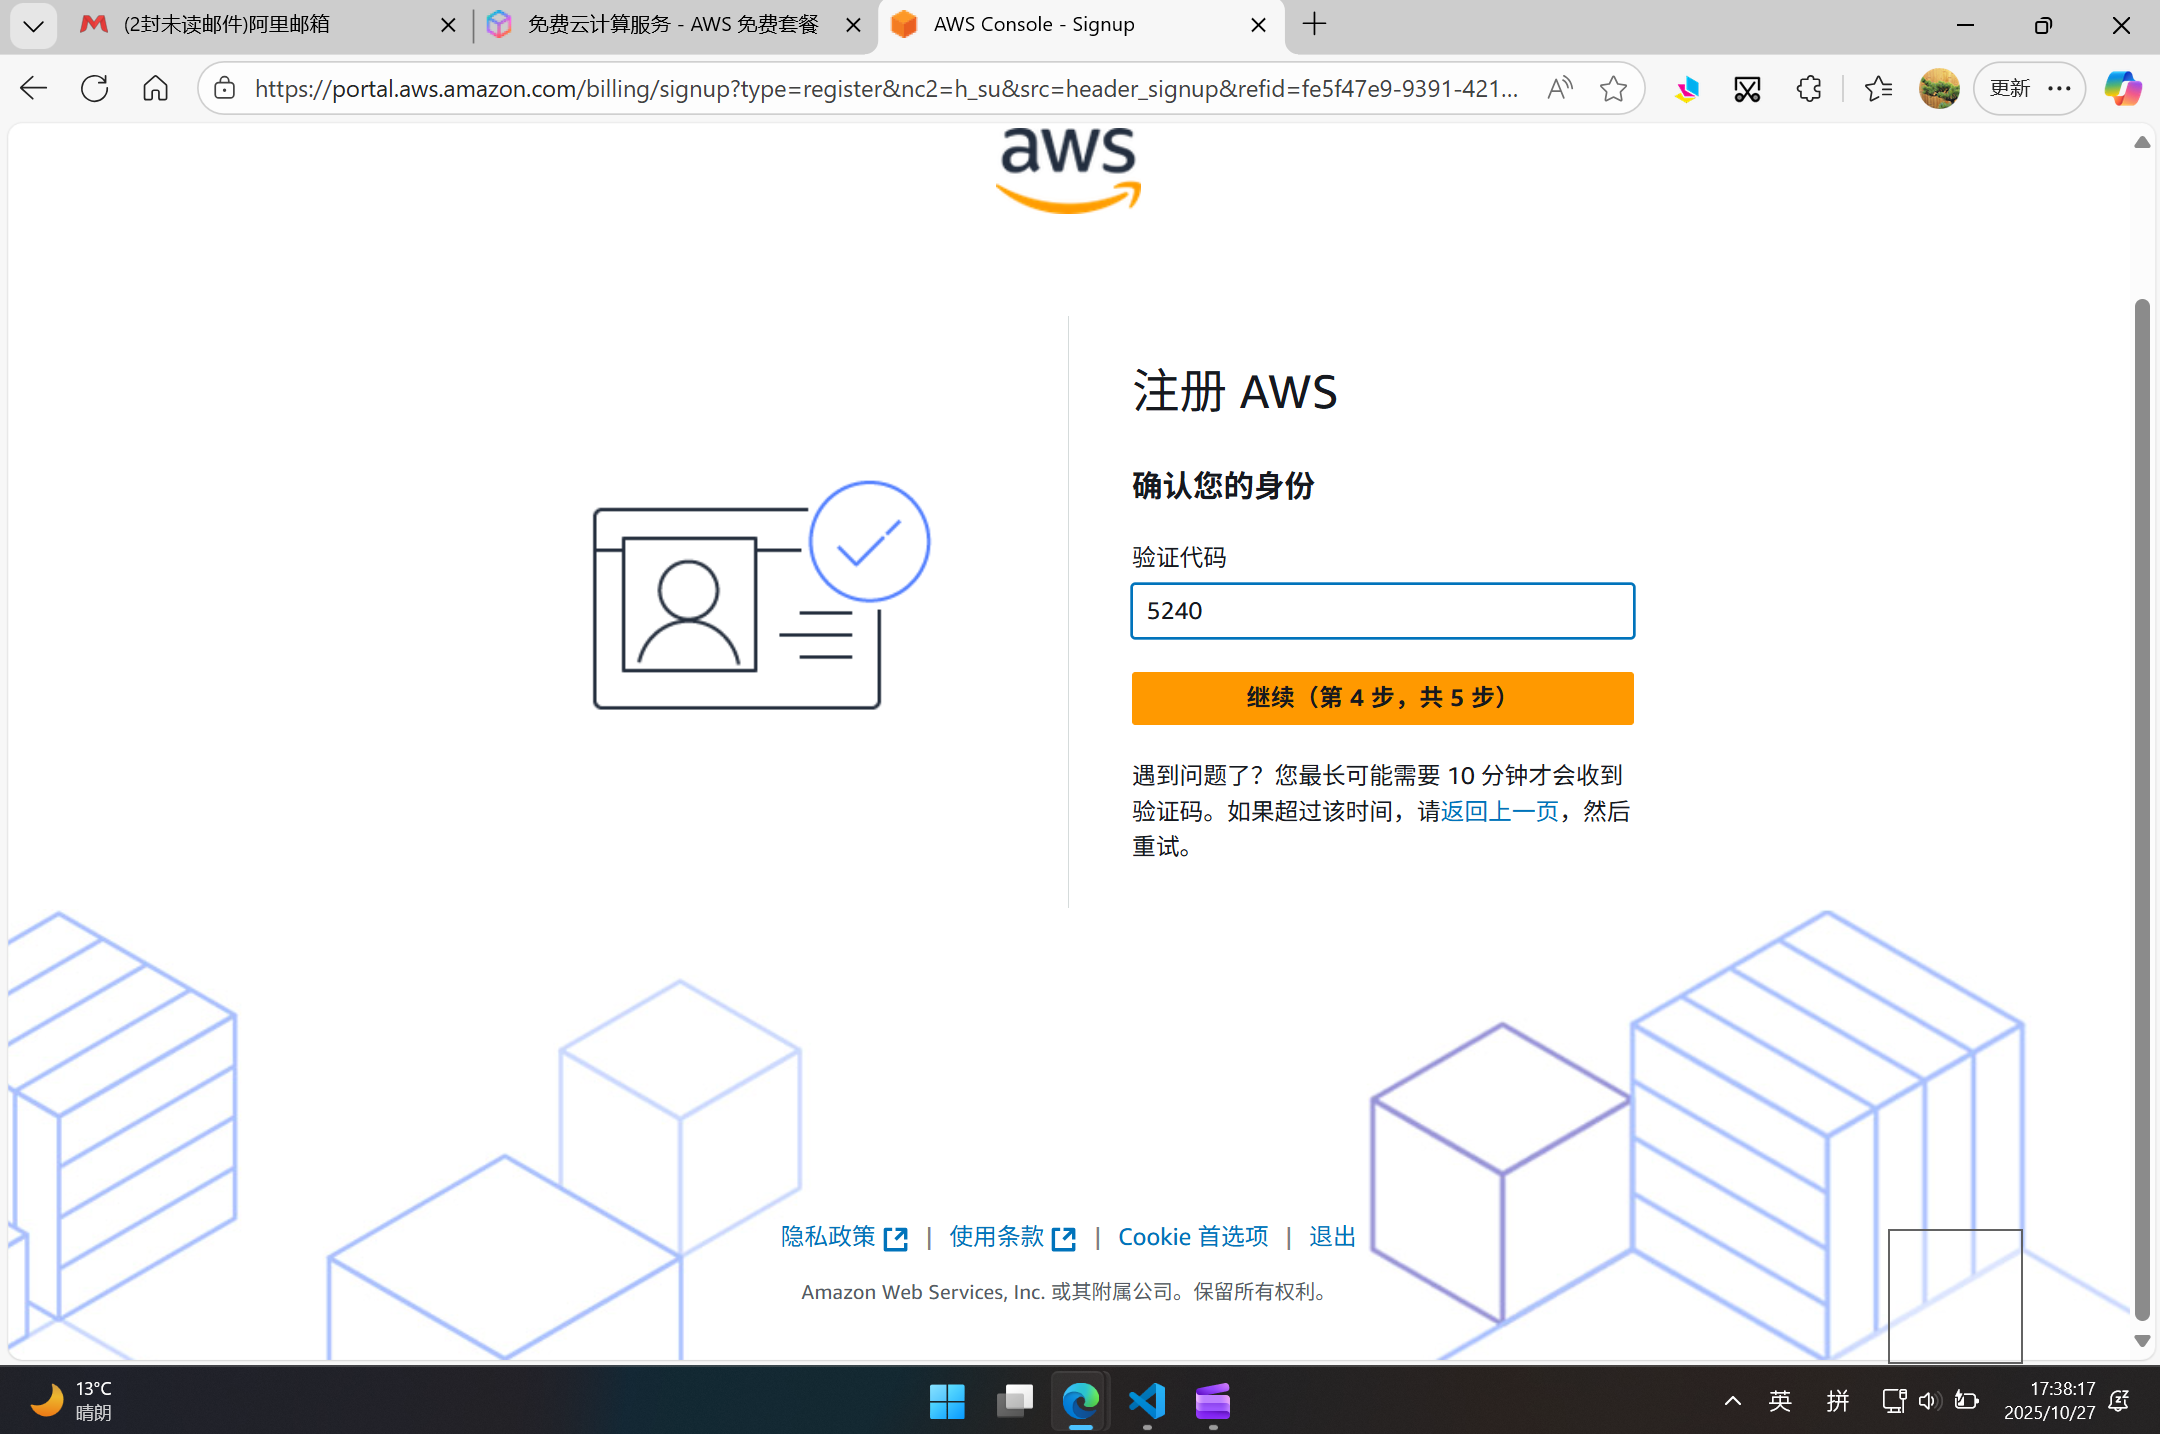 (2封未读邮件)阿里邮箱
免费云计算服务 - AWS 免费套餐
AWS Console - Signup
https://portal.aws.amazon.com/billing/signup?type=register&nc2=h_su&src=header_signup&refid=fe5f47e9-9391-421...
更新
aws
注册 AWS
确认您的身份
验证代码
5240
继续（第 4 步，共 5 步）
遇到问题了？您最长可能需要 10 分钟才会收到
验证码。如果超过该时间，请返回上一页，然后
重试。
隐私政策 | 使用条款 | Cookie 首选项 | 退出
Amazon Web Services, Inc. 或其附属公司。保留所有权利。
13°C
晴朗
英
拼
17:38:17
2025/10/27